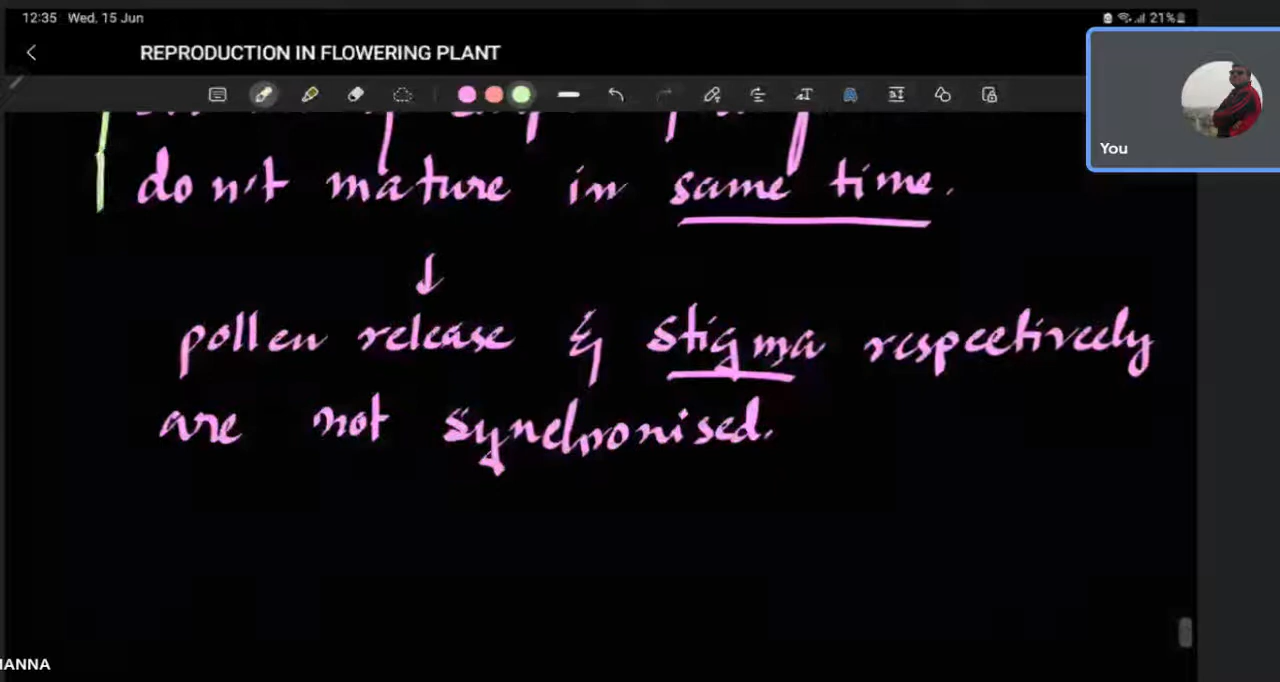 12:35 Wed, 15 Jun
21%
REPRODUCTION IN FLOWERING PLANT
You
don't mature in same time.
pollen release & stigma respectively
are not synchronised.
IANNA